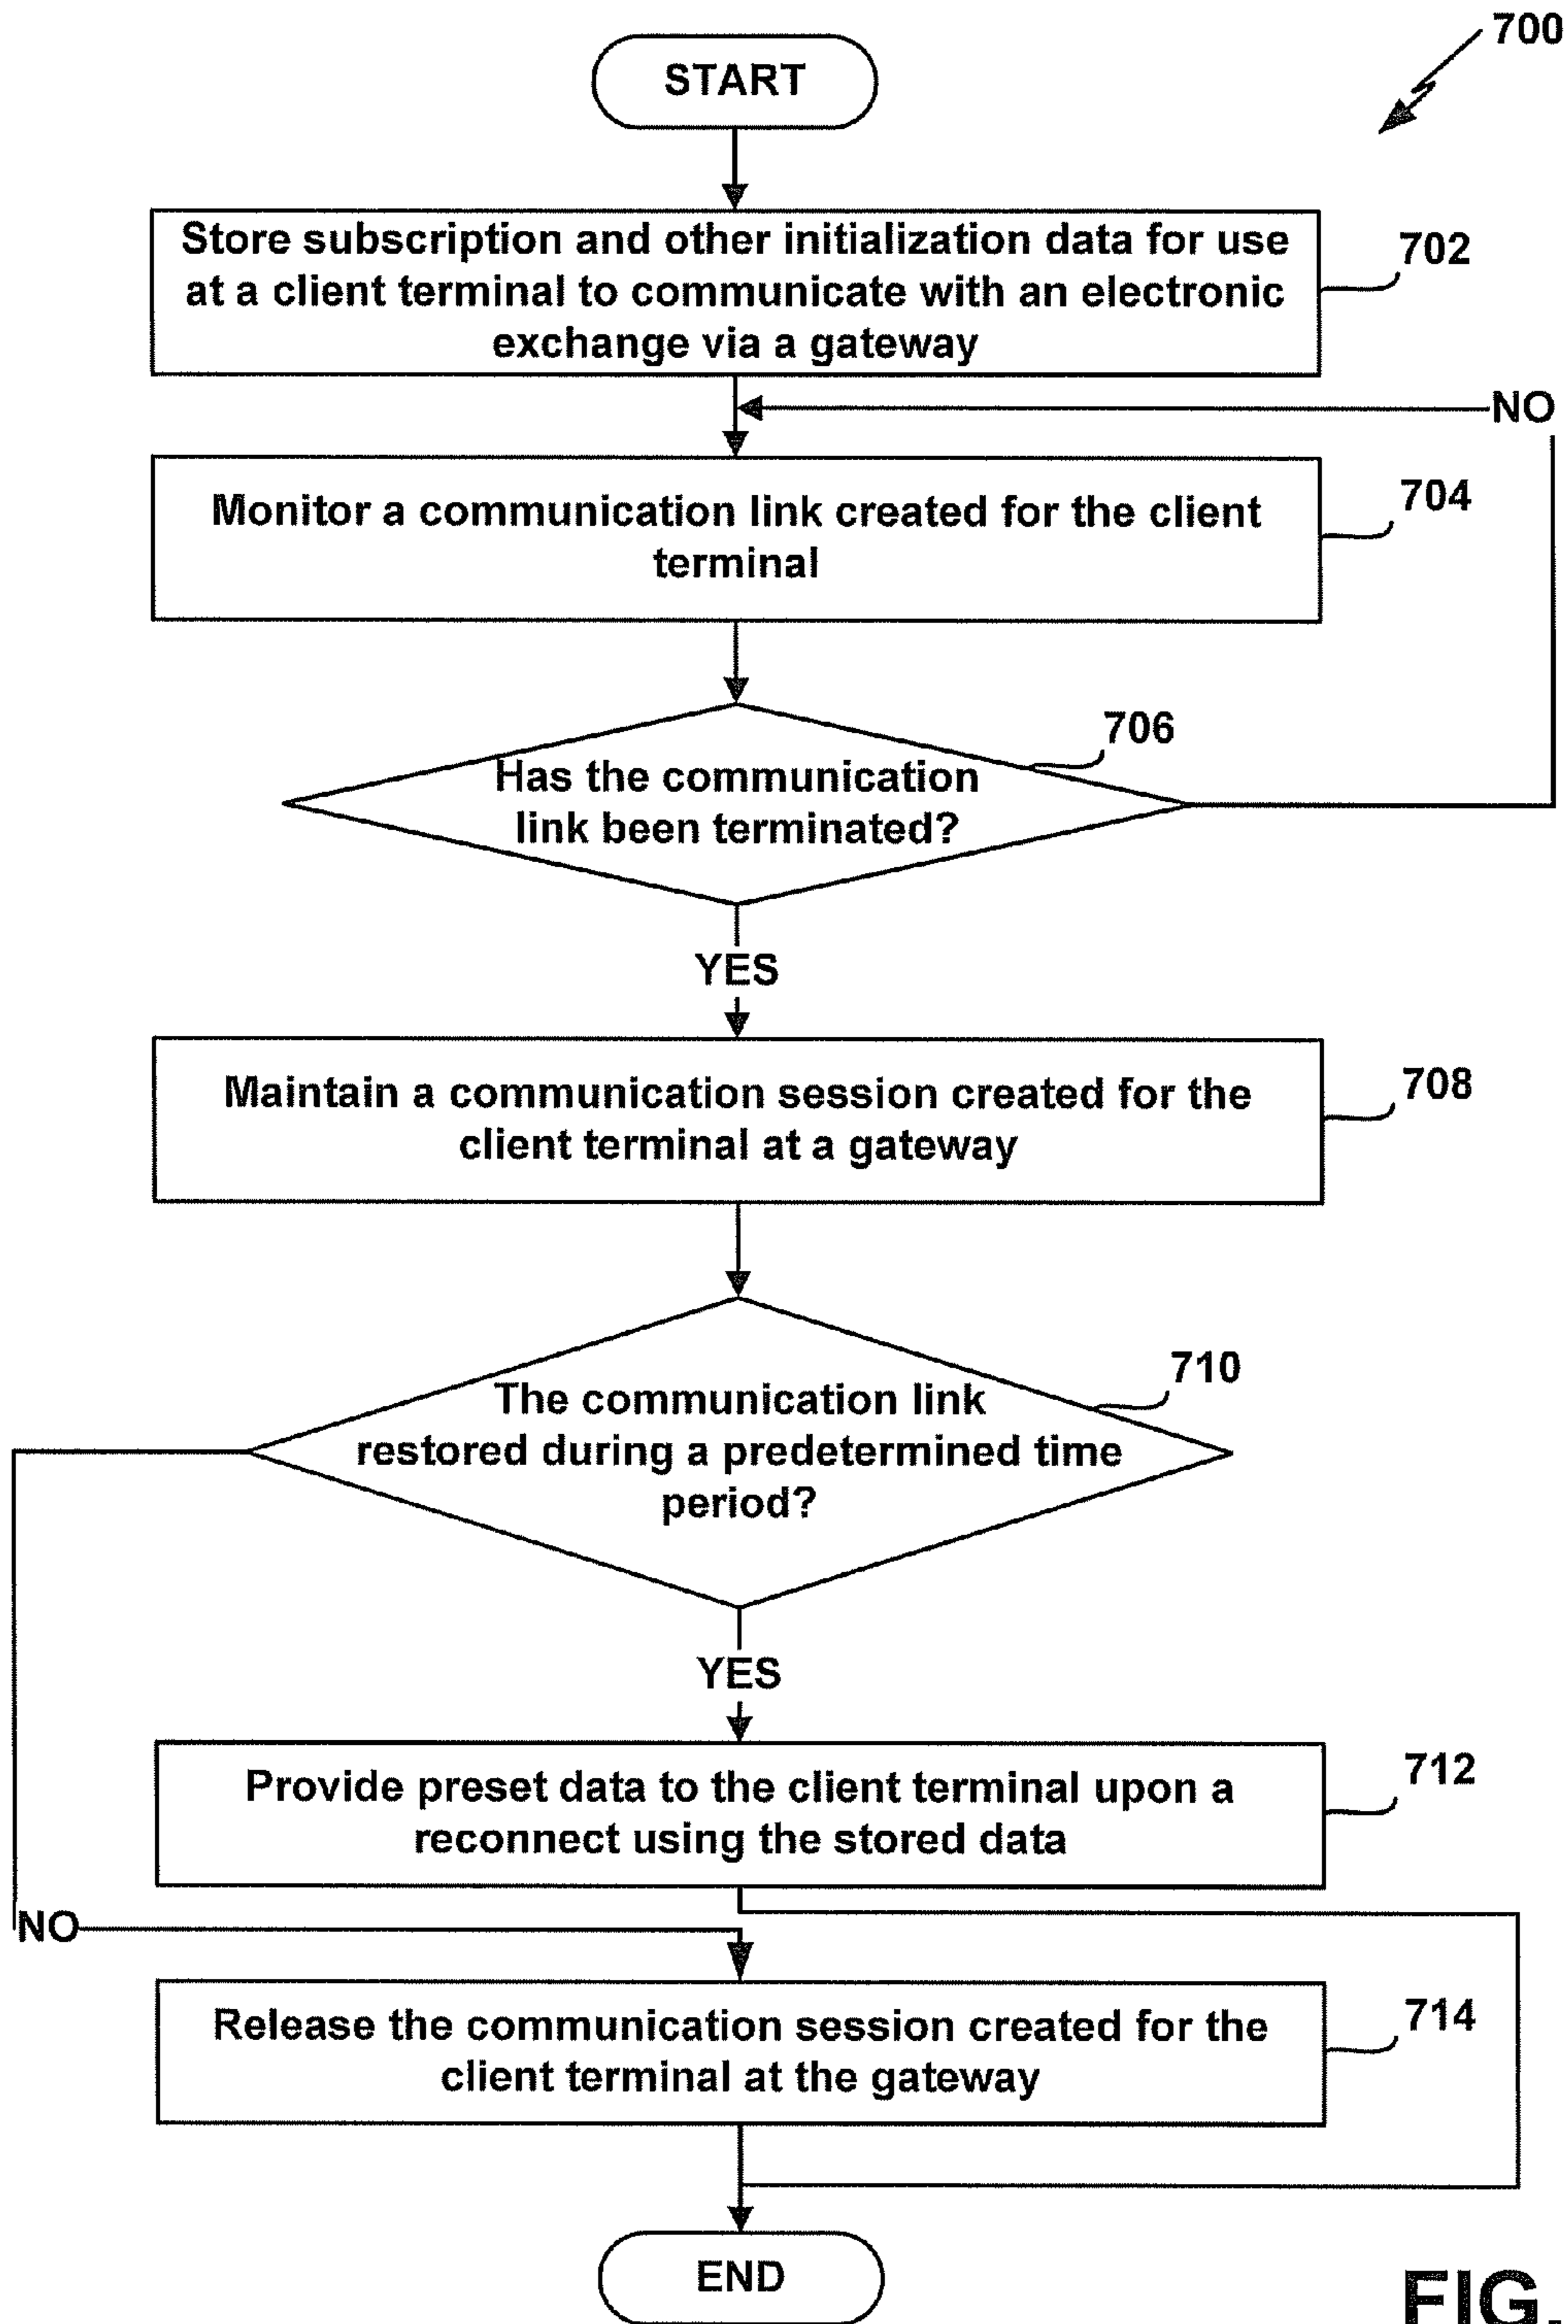 700
START
Store subscription and other initialization data for use
at a client terminal to communicate with an electronic
exchange via a gateway
702
NO
Monitor a communication link created for the client
terminal
704
706
Has the communication
link been terminated?
YES
Maintain a communication session created for the
client terminal at a gateway
708
710
The communication link
restored during a predetermined time
period?
YES
Provide preset data to the client terminal upon a
reconnect using the stored data
712
NO
Release the communication session created for the
client terminal at the gateway
714
END
FIG.